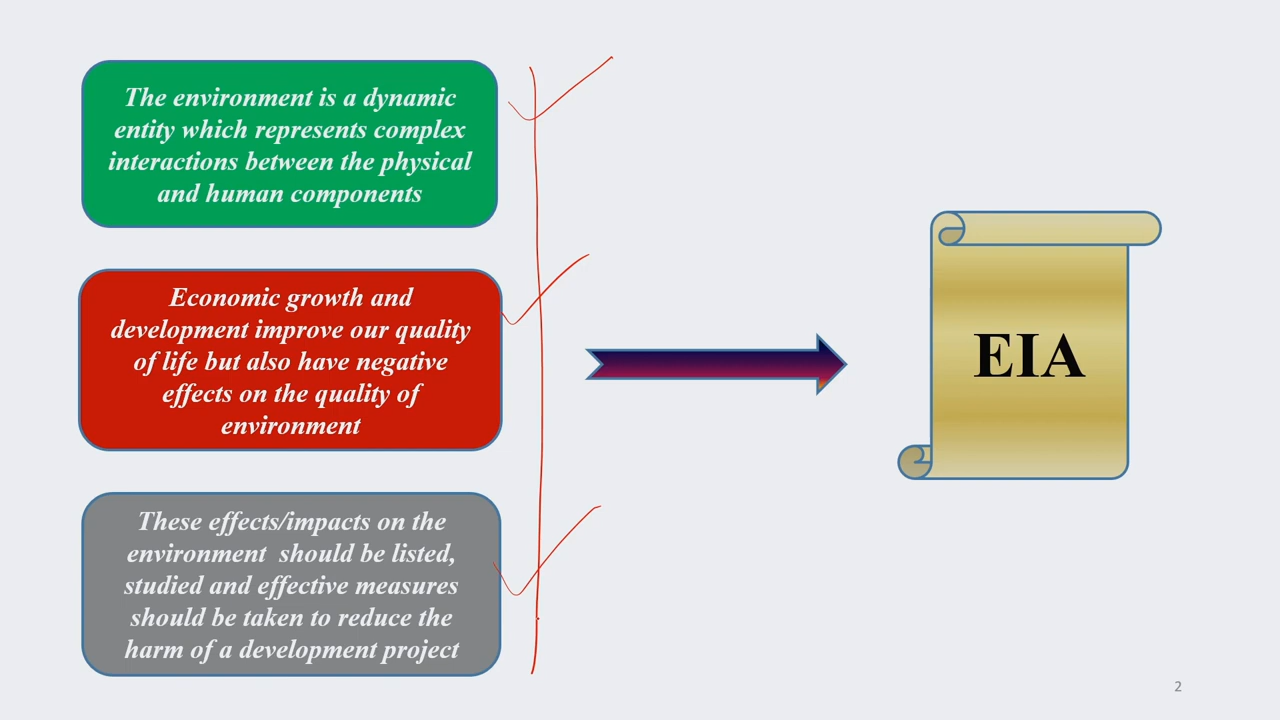 The environment is a dynamic
entity which represents complex
interactions between the physical
and human components
Economic growth and
development improve our quality
of life but also have negative
effects on the quality of
environment
These effects/impacts on the
environment  should be listed,
studied and effective measures
should be taken to reduce the
harm of a development project
EIA
2